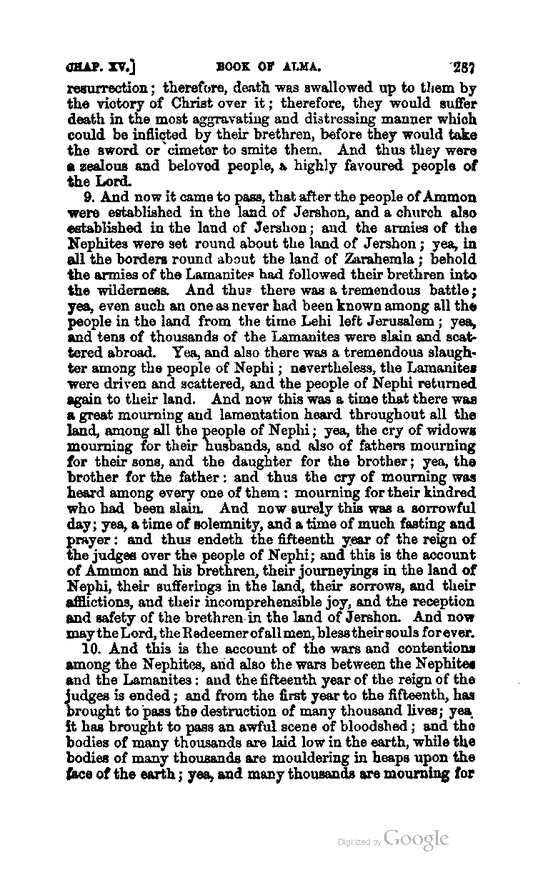 CHAP. XV.] BOOK OF ALMA. 287
resurrection; therefore, death was swallowed up to them by
the victory of Christ over it; therefore, they would suffer
death in the most aggravating and distressing manner which
could be inflicted by their brethren, before they would take
the sword or cimeter to smite them. And thus they were
a zealous and beloved people, a highly favoured people of
the Lord.
9. And now it came to pass, that after the people of Ammon
were established in the land of Jershon, and a church also
established in the land of Jershon; and the armies of the
Nephites were set round about the land of Jershon; yea, in
all the borders round about the land of Zarahemla; behold
the armies of the Lamanites had followed their brethren into
the wilderness. And thus there was a tremendous battle;
yea, even such an one as never had been known among all the
people in the land from the time Lehi left Jerusalem; yea,
and tens of thousands of the Lamanites were slain and scat-
tered abroad. Yea, and also there was a tremendous slaugh-
ter among the people of Nephi; nevertheless, the Lamanites
were driven and scattered, and the people of Nephi returned
again to their land. And now this was a time that there was
a great mourning and lamentation heard throughout all the
land, among all the people of Nephi; yea, the cry of widows
mourning for their husbands, and also of fathers mourning
for their sons, and the daughter for the brother; yea, the
brother for the father: and thus the cry of mourning was
heard among every one of them: mourning for their kindred
who had been slain. And now surely this was a sorrowful
day; yea, a time of solemnity, and a time of much fasting and
prayer: and thus endeth the fifteenth year of the reign of
the judges over the people of Nephi; and this is the account
of Ammon and his brethren, their journeyings in the land of
Nephi, their sufferings in the land, their sorrows, and their
afflictions, and their incomprehensible joy, and the reception
and safety of the brethren in the land of Jershon. And now
may the Lord, the Redeemer of all men, bless their souls for ever.
10. And this is the account of the wars and contentions
among the Nephites, and also the wars between the Nephites
and the Lamanites: and the fifteenth year of the reign of the
judges is ended; and from the first year to the fifteenth, has
brought to pass the destruction of many thousand lives; yea,
it has brought to pass an awful scene of bloodshed; and the
bodies of many thousands are laid low in the earth, while the
bodies of many thousands are mouldering in heaps upon the
face of the earth; yea, and many thousands are mourning for
Digitized by Google